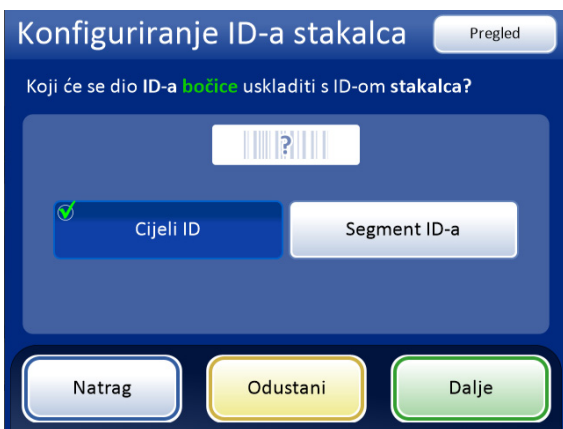 Konfiguriranje ID-a stakalca
Pregled
Koji će se dio ID-a bočice uskladiti s ID-om stakalca?
?
Cijeli ID
Segment ID-a
Natrag
Odustani
Dalje